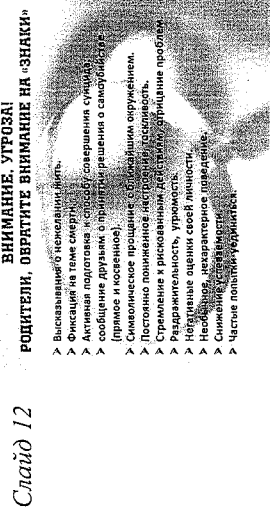 Слайд 12
ВНИМАНИЕ. УГРОЗА!
РОДИТЕЛИ, ОБРАТИТЕ ВНИМАНИЕ НА «ЗНАКИ»
➢ Высказывания о нежелании жить.
➢ Фиксация на теме смерти.
➢ Активная подготовка к способу совершения суицида.
➢ сообщение друзьям о принятии решения о самоубийстве
(прямое и косвенное).
➢ Символическое прощание с ближайшим окружением.
➢ Постоянно пониженное настроение, тоскливость.
➢ Стремление к рискованным действиям, отрицание проблем
➢ Раздражительность, угрюмость.
➢ Негативные оценки своей личности.
➢ Необычное, нехарактерное поведение.
➢ Снижение успеваемости.
➢ Частые попытки уединиться.